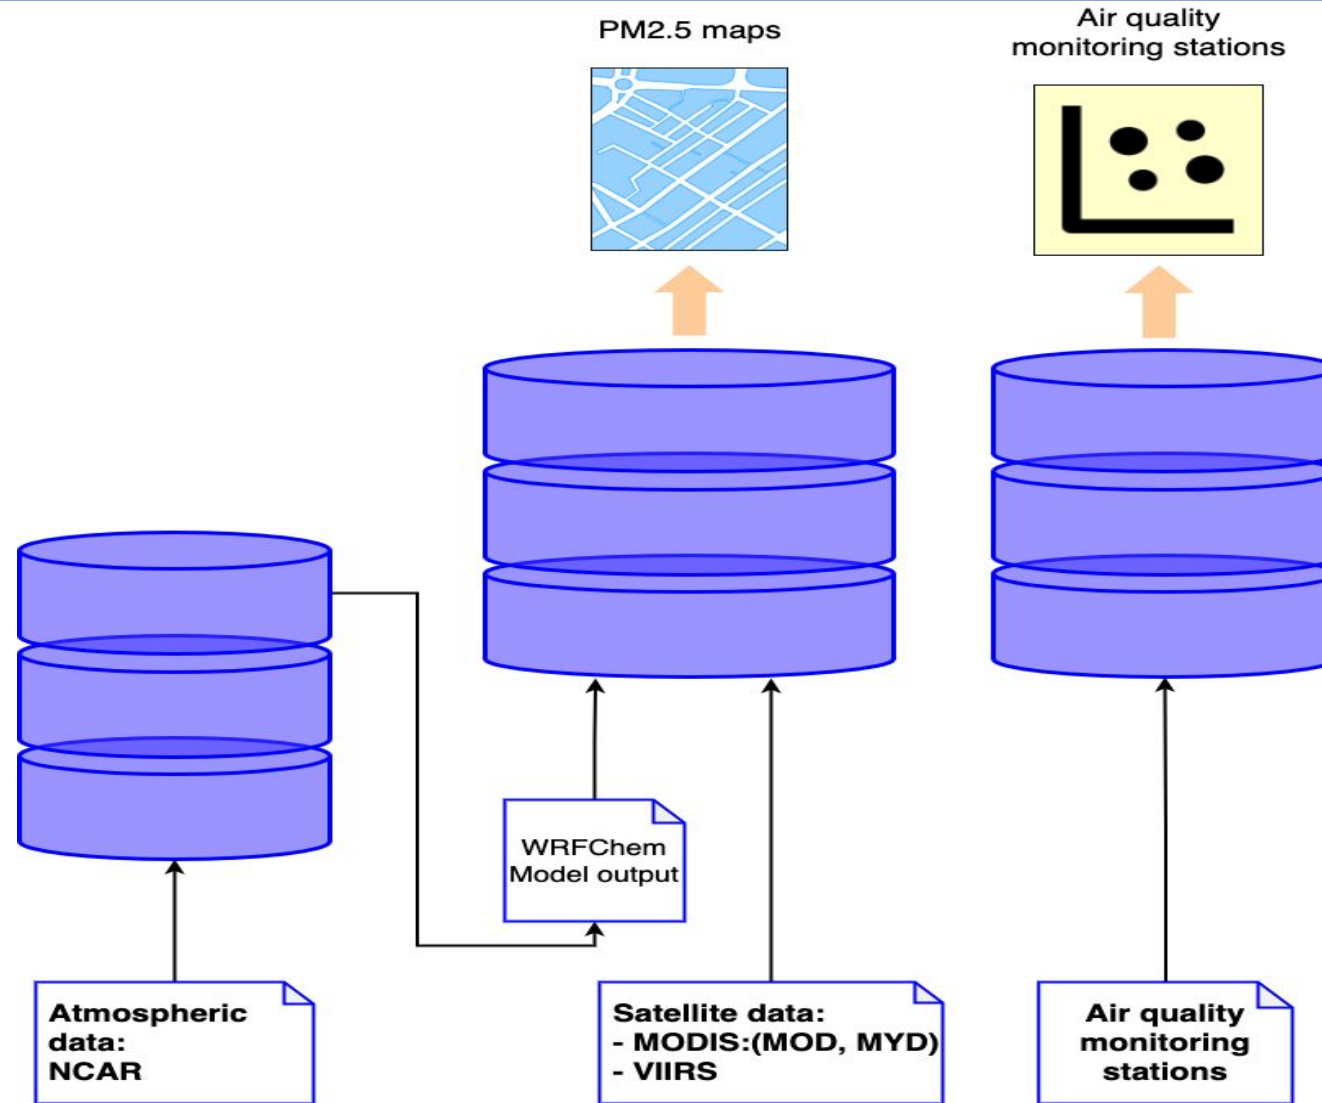 PM2.5 maps
Air quality
monitoring stations
WRFChem
Model output
Atmospheric
data:
NCAR
Satellite data:
- MODIS:(MOD, MYD)
- VIIRS
Air quality
monitoring
stations